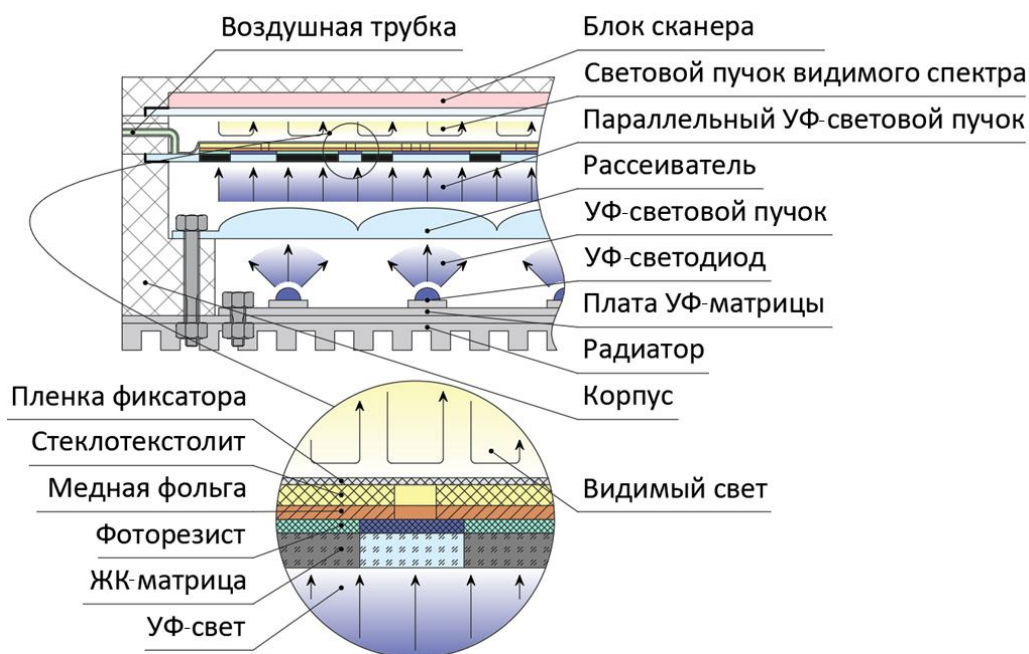 Воздушная трубка
Блок сканера
Световой пучок видимого спектра
Параллельный УФ-световой пучок
Рассеиватель
УФ-световой пучок
УФ-светодиод
Плата УФ-матрицы
Радиатор
Корпус
Пленка фиксатора
Стеклотекстолит
Медная фольга
Фоторезист
ЖК-матрица
УФ-свет
Видимый свет